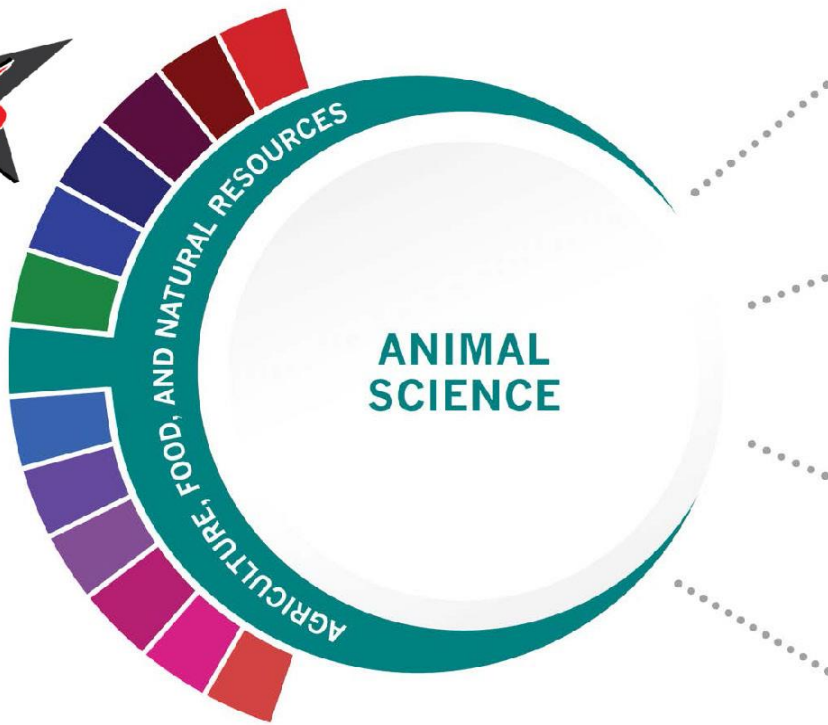 AGRICULTURE, FOOD, AND NATURAL RESOURCES
ANIMAL
SCIENCE